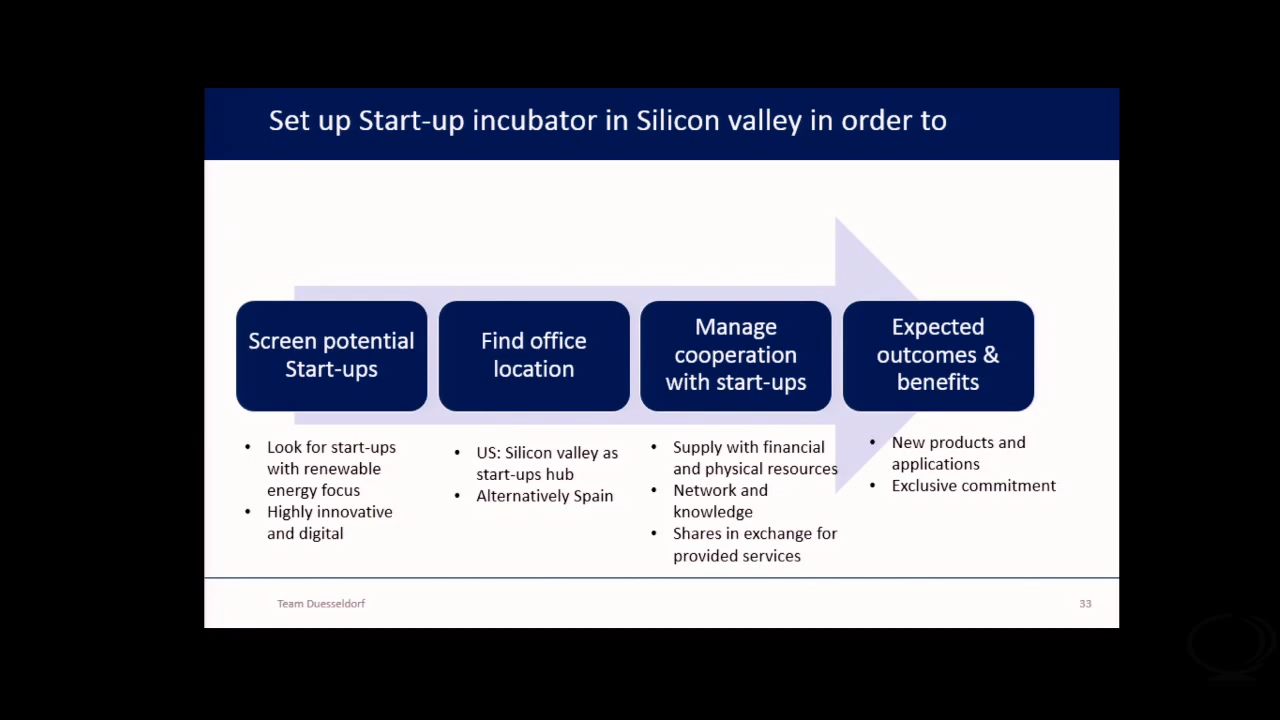 Set up Start-up incubator in Silicon valley in order to
Screen potential
Start-ups
Find office
location
Manage
cooperation
with start-ups
Expected
outcomes &
benefits
• Look for start-ups
with renewable
energy focus
• Highly innovative
and digital
• US: Silicon valley as
start-ups hub
• Alternatively Spain
• Supply with financial
and physical resources
• Network and
knowledge
• Shares in exchange for
provided services
• New products and
applications
• Exclusive commitment
Team Duesseldorf
33